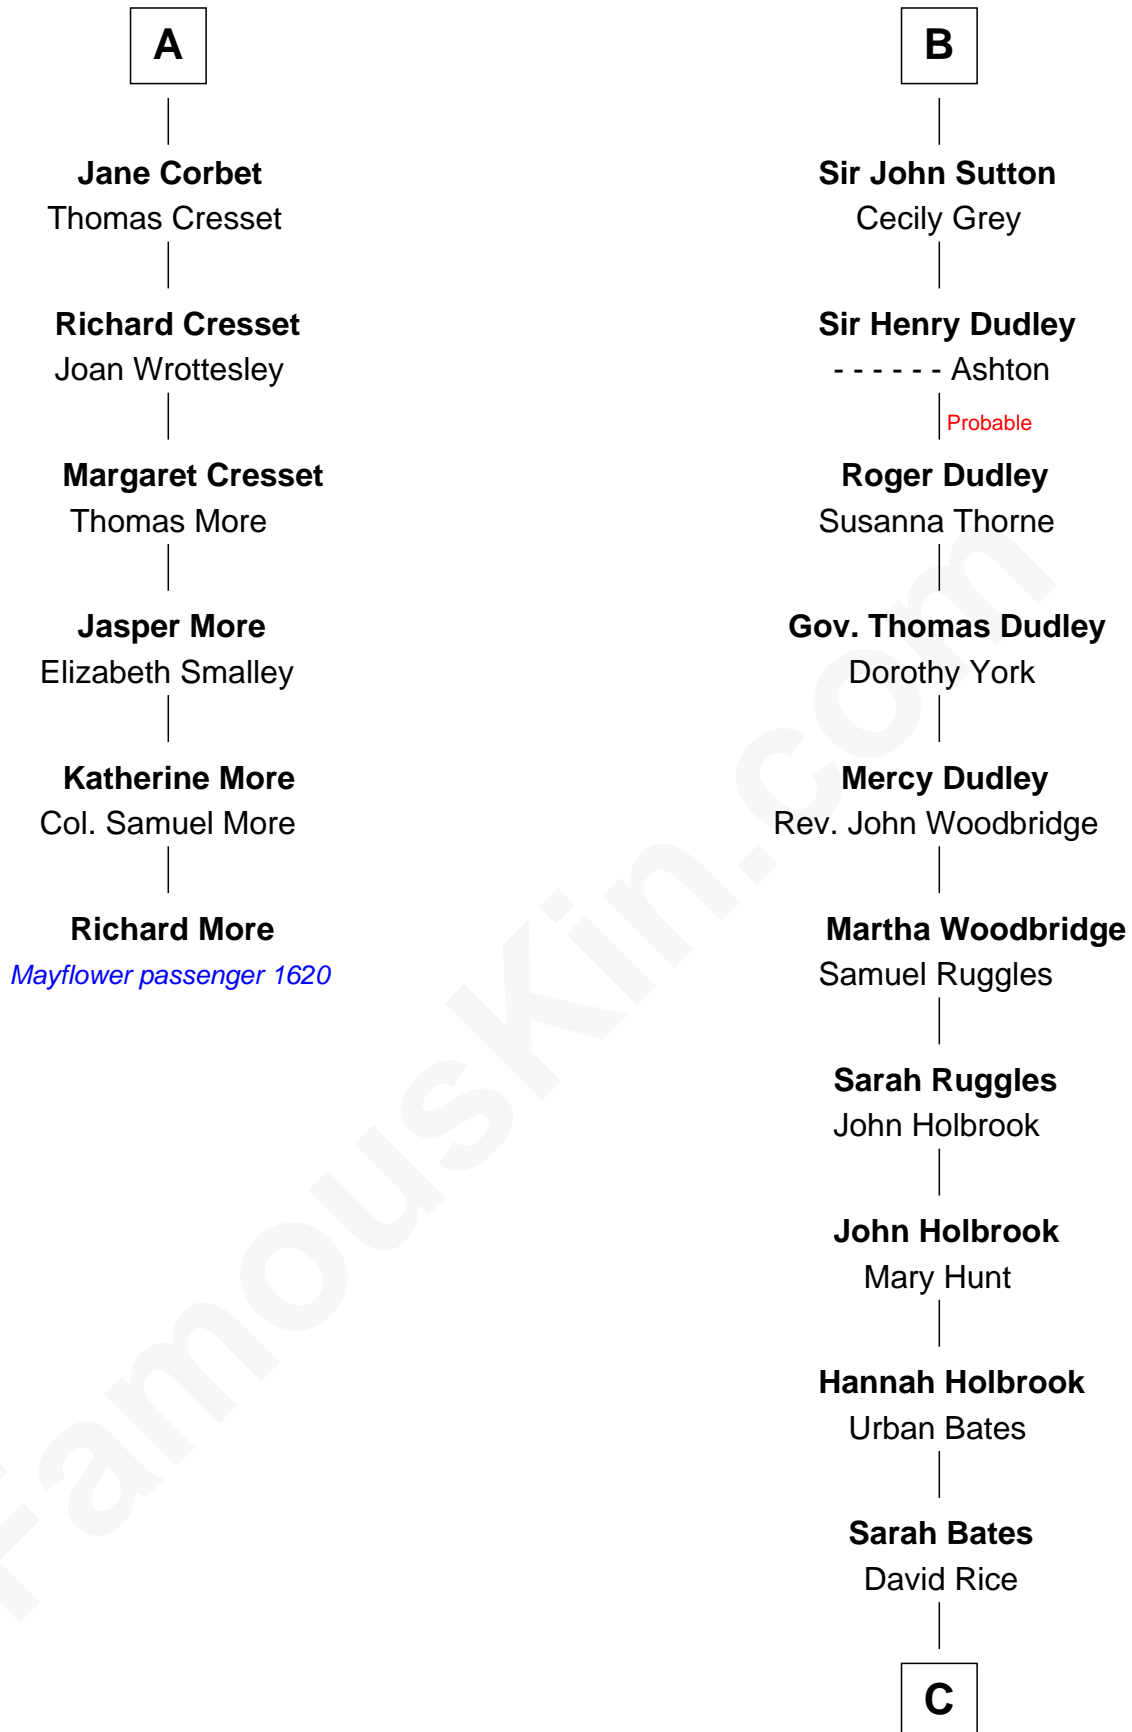 A
Jane Corbet
Thomas Cresset
Richard Cresset
Joan Wrottesley
Margaret Cresset
Thomas More
Jasper More
Elizabeth Smalley
Katherine More
Col. Samuel More
Richard More
Mayflower passenger 1620
B
Sir John Sutton
Cecily Grey
Sir Henry Dudley
- - - - - - Ashton
Probable
Roger Dudley
Susanna Thorne
Gov. Thomas Dudley
Dorothy York
Mercy Dudley
Rev. John Woodbridge
Martha Woodbridge
Samuel Ruggles
Sarah Ruggles
John Holbrook
John Holbrook
Mary Hunt
Hannah Holbrook
Urban Bates
Sarah Bates
David Rice
C
FamousKin.com